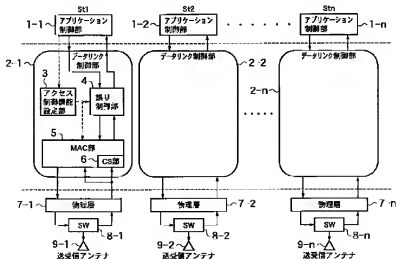 St1
St2
Stn
1-1
アプリケーション
制御部
1-2
アプリケーション
制御部
アプリケーション
制御部
1-n
2-1
データリンク
制御部
3
4
アクセス
制御機能
設定部
誤り
制御部
5
MAC部
6
CS部
データリンク制御部
2-2
2-n
データリンク制御部
7-1
物理層
物理層
7-2
物理層
7-n
SW
8-1
SW
8-2
SW
8-n
9-1
9-2
9-n
送受信アンテナ
送受信アンテナ
送受信アンテナ